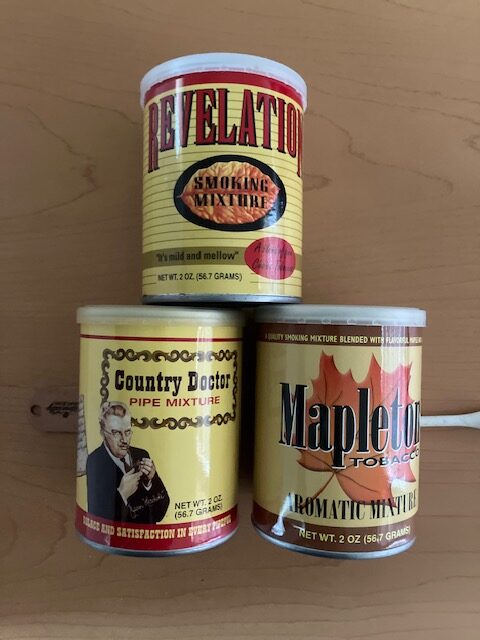 REVELATION
SMOKING
MIXTURE
"It's mild and mellow"
NET WT. 2 OZ. (56.7 GRAMS)
Country Doctor
PIPE MIXTURE
NET WT. 2 OZ.
(56.7 GRAMS)
AND SATISFACTION IN EVERY PIPEFUL
QUALITY SMOKING MIXTURE BLENDED WITH FLAVORFUL MAPLE
Mapleton
TOBACCO
AROMATIC MIXTURE
NET WT. 2 OZ (56.7 GRAMS)